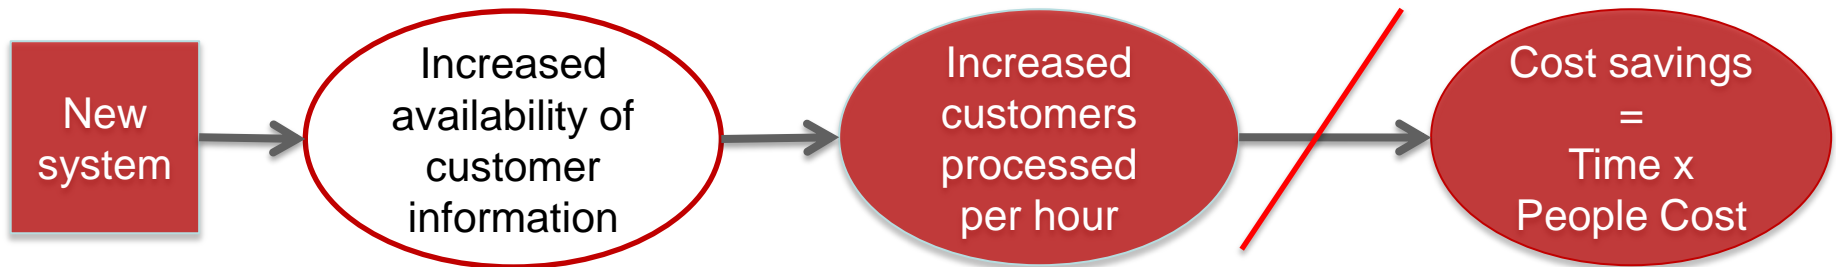 New
system
Increased
availability of
customer
information
Increased
customers
processed
per hour
Cost savings
=
Time x
People Cost